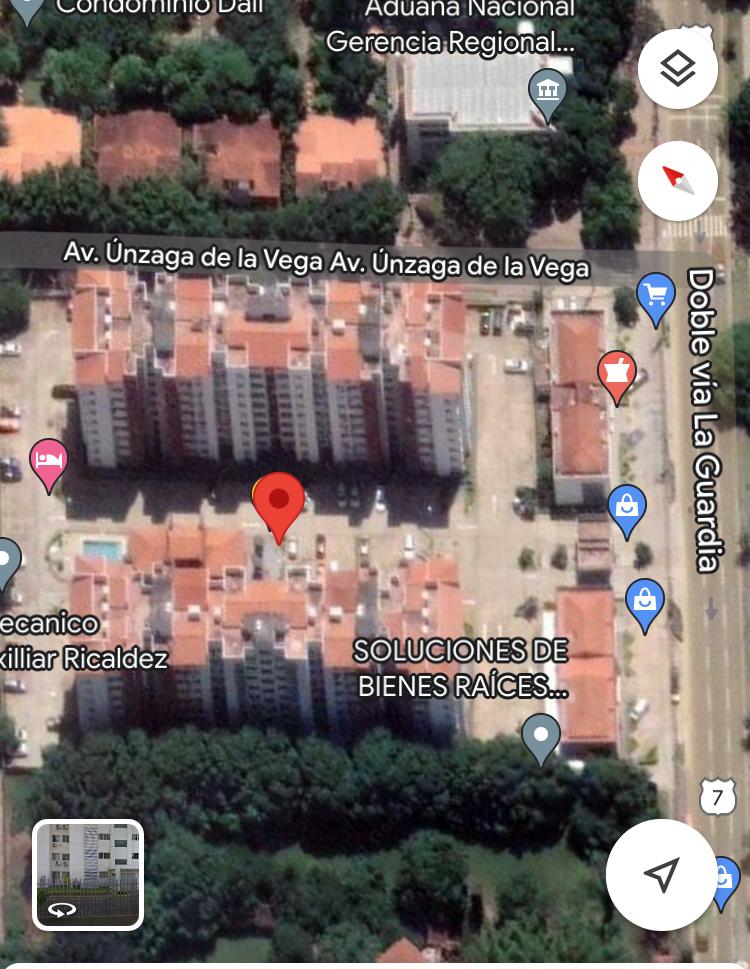 Condominio Dalí
Aduana Nacional
Gerencia Regional...
Av. Únzaga de la Vega Av. Únzaga de la Vega
Doble vía La Guardia
ecanico
xilliar Ricaldez
SOLUCIONES DE
BIENES RAÍCES...
7